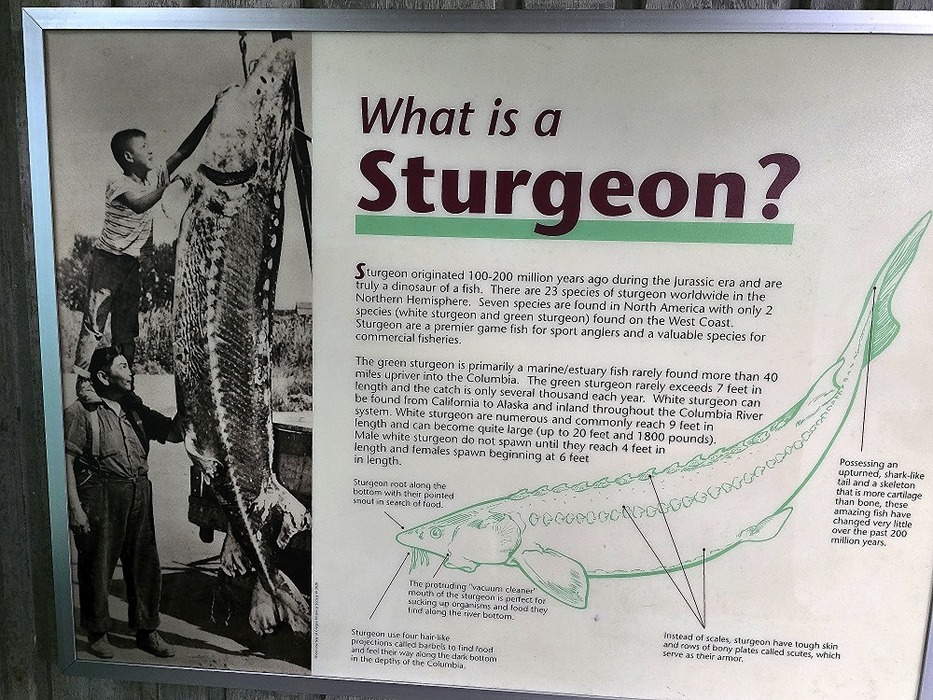 What is a
Sturgeon?
Sturgeon originated 100-200 million years ago during the Jurassic era and are
truly a dinosaur of a fish. There are 23 species of sturgeon worldwide in the
Northern Hemisphere. Seven species are found in North America with only 2
species (white sturgeon and green sturgeon) found on the West Coast.
Sturgeon are a premier game fish for sport anglers and a valuable species for
commercial fisheries.
The green sturgeon is primarily a marine/estuary fish rarely found more than 40
miles upriver into the Columbia. The green sturgeon rarely exceeds 7 feet in
length and the catch is only several thousand each year. White sturgeon can
be found from California to Alaska and inland throughout the Columbia River
system. White sturgeon are numerous and commonly reach 9 feet in
length and can become quite large (up to 20 feet and 1800 pounds).
Male white sturgeon do not spawn until they reach 4 feet in
length and females spawn beginning at 6 feet
in length.
Sturgeon root along the
bottom with their pointed
snout in search of food.
The protruding "vacuum cleaner"
mouth of the sturgeon is perfect for
sucking up organisms and food they
find along the river bottom.
Sturgeon use four hair-like
projections called barbels to find food
and feel their way along the dark bottom
in the depths of the Columbia.
Instead of scales, sturgeon have tough skin
and rows of bony plates called scutes, which
serve as their armor.
Possessing an
upturned, shark-like
tail and a skeleton
that is more cartilage
than bone, these
amazing fish have
changed very little
over the past 200
million years.